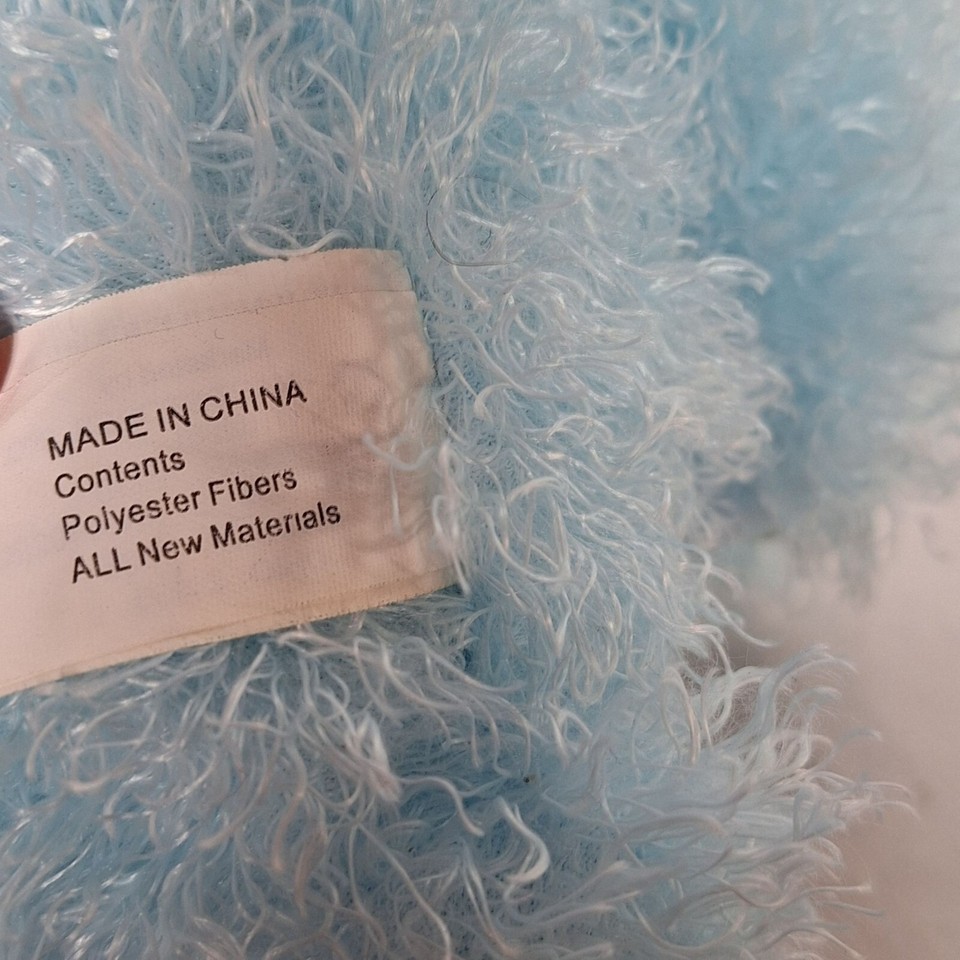 MADE IN CHINA
Contents
Polyester Fibers
ALL New Materials